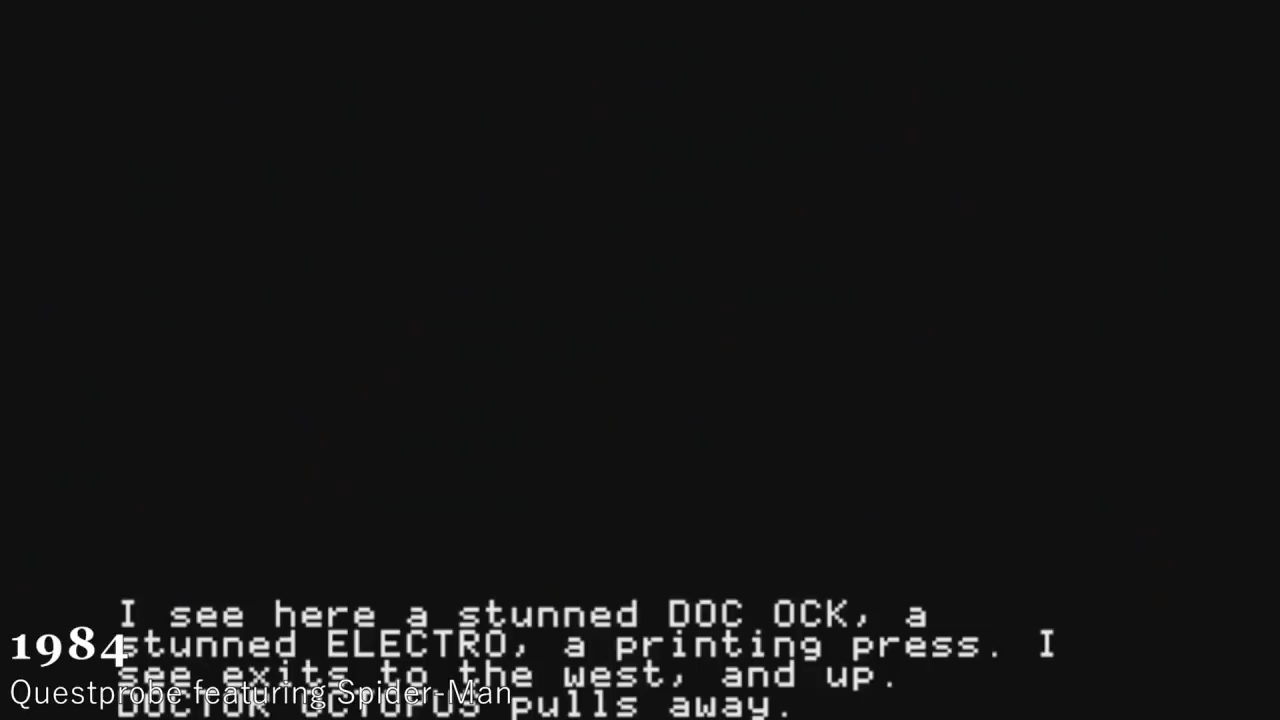 I see here a stunned DOC OCK, a
stunned ELECTRO, a printing press. I
see exits to the west, and up.
DOCTOR OCTOPUS pulls away.
1984
Questprobe featuring Spider-Man